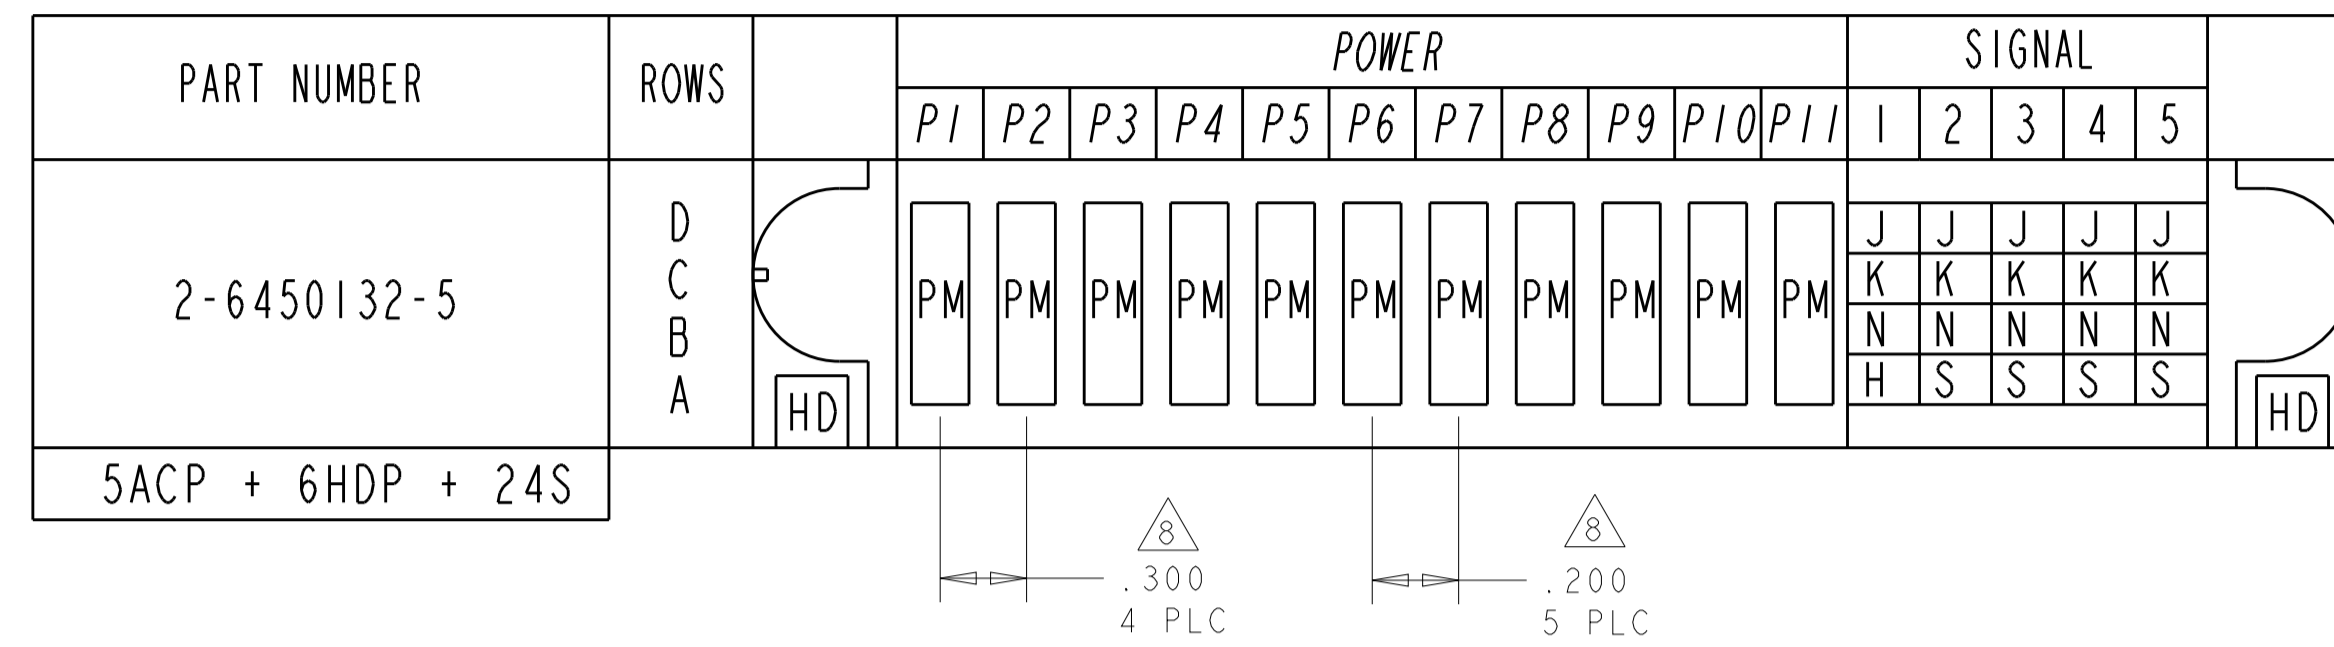 PART NUMBER ROWS POWER SIGNAL
P1 P2 P3 P4 P5 P6 P7 P8 P9 P10 P11 1 2 3 4 5
2-6450132-5
D
C
B
A
HD
PM PM PM PM PM PM PM PM PM PM PM
J J J J J
K K K K K
N N N N N
H S S S S
HD
5ACP + 6HDP + 24S
8
.300
4 PLC
8
.200
5 PLC